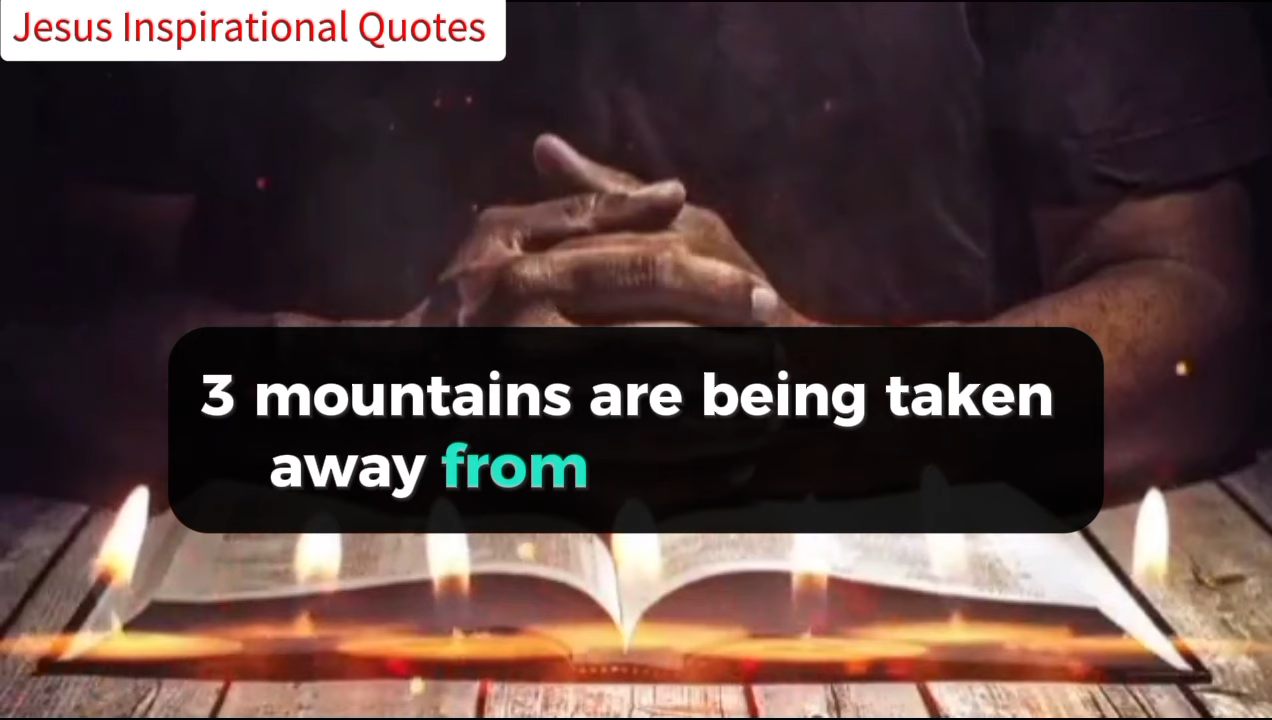 Jesus Inspirational Quotes
3 mountains are being taken
away from